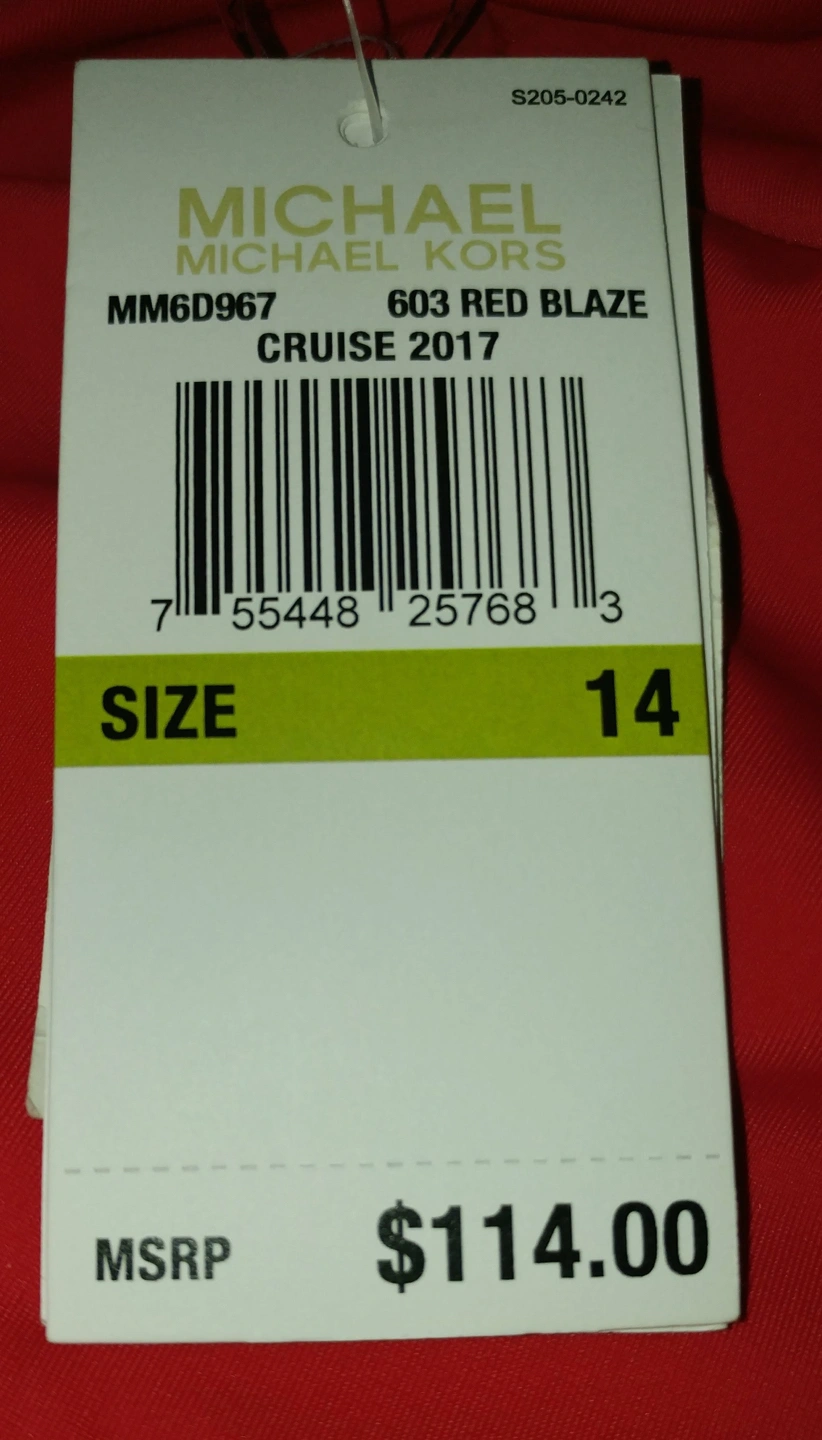 S205-0242
MICHAEL
MICHAEL KORS
MM6D967 603 RED BLAZE
CRUISE 2017
7 55448 25768 3
SIZE 14
MSRP $114.00